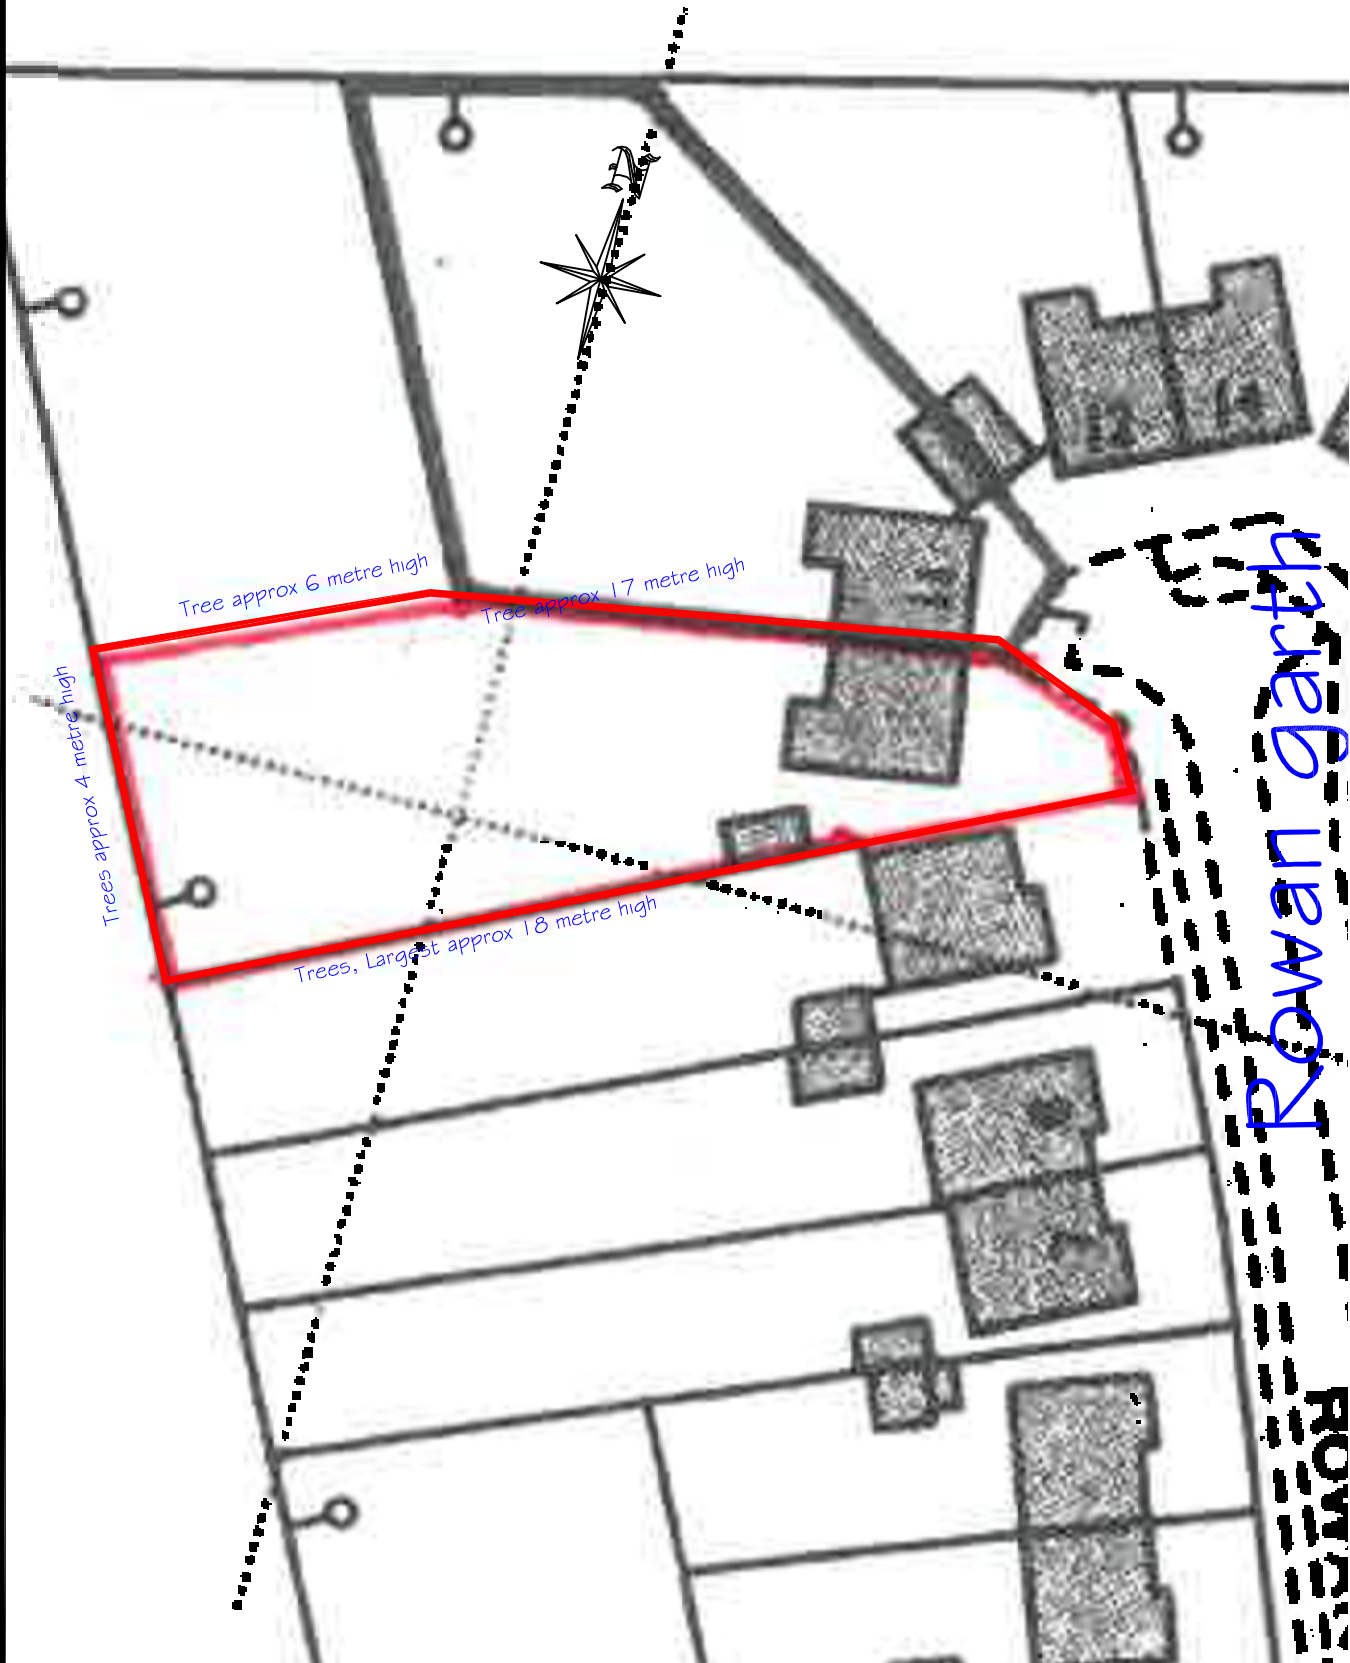 N
Tree approx 6 metre high
Tree approx 17 metre high
Trees approx 4 metre high
Trees, Largest approx 18 metre high
Rowan garth